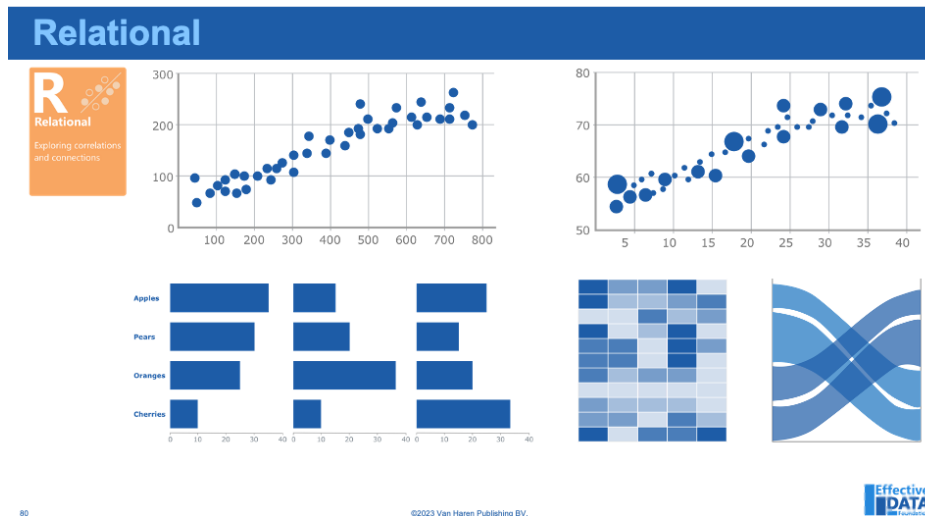 Relational
R
Relational
Exploring correlations
and connections
300
200
100
0
100 200 300 400 500 600 700 800
80
70
60
50
5 10 15 20 25 30 35 40
Apples
Pears
Oranges
Cherries
0 10 20 30 40 0 10 20 30 40 0 10 20 30 40
80
©2023 Van Haren Publishing BV.
Effective
DATA
Foundation